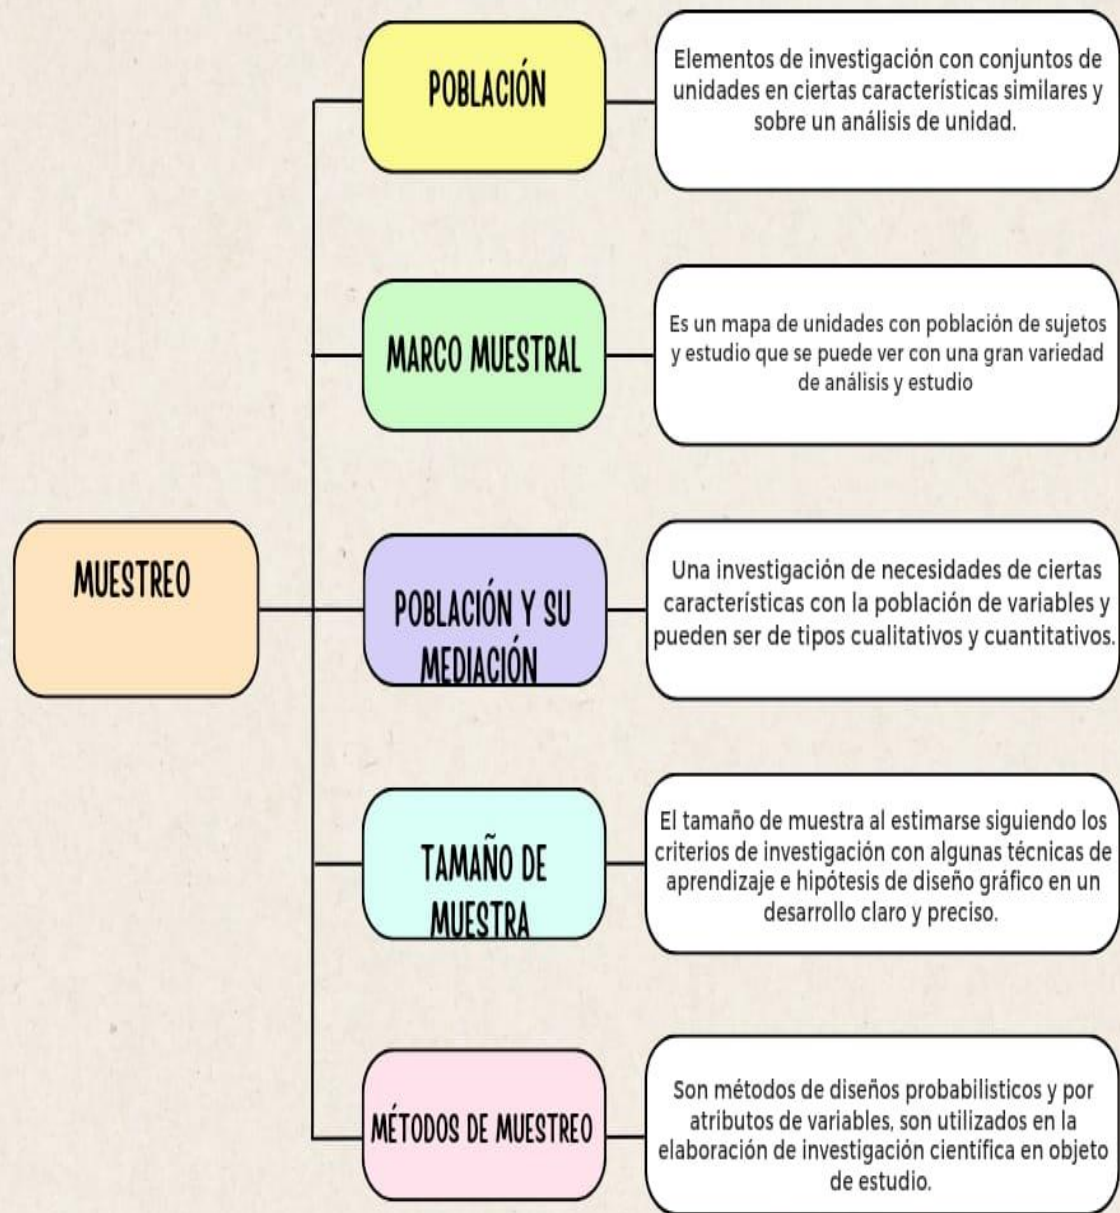 POBLACIÓN
Elementos de investigación con conjuntos de
unidades en ciertas características similares y
sobre un análisis de unidad.
MARCO MUESTRAL
Es un mapa de unidades con población de sujetos
y estudio que se puede ver con una gran variedad
de análisis y estudio
MUESTREO
POBLACIÓN Y SU
MEDIACIÓN
Una investigación de necesidades de ciertas
características con la población de variables y
pueden ser de tipos cualitativos y cuantitativos.
TAMAÑO DE
MUESTRA
El tamaño de muestra al estimarse siguiendo los
criterios de investigación con algunas técnicas de
aprendizaje e hipótesis de diseño gráfico en un
desarrollo claro y preciso.
MÉTODOS DE MUESTREO
Son métodos de diseños probabilisticos y por
atributos de variables, son utilizados en la
elaboración de investigación científica en objeto
de estudio.